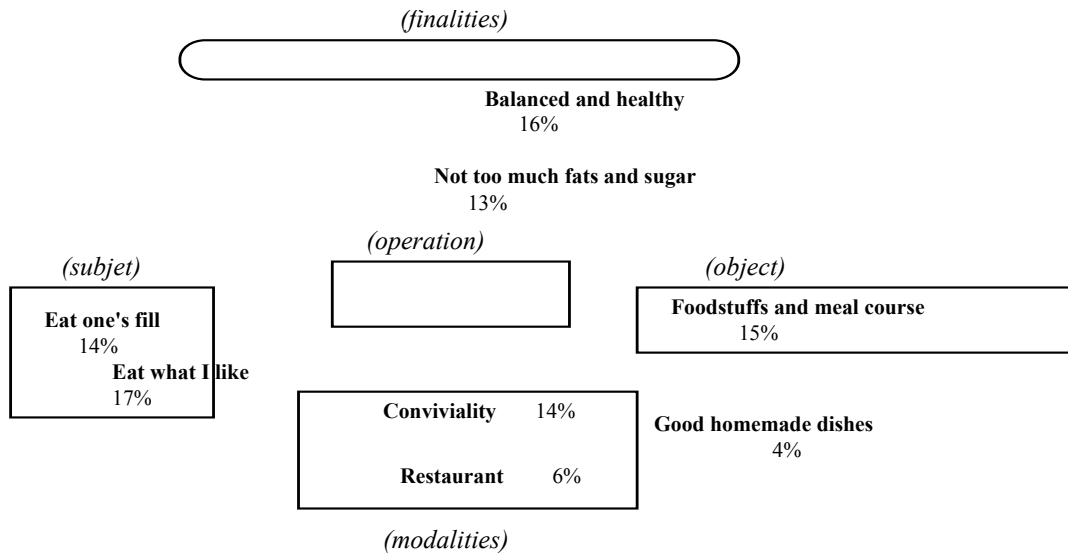 (finalities)
Balanced and healthy
16%
Not too much fats and sugar
13%
(operation)
(subjet)
(object)
Eat one's fill
14%
Eat what I like
17%
Foodstuffs and meal course
15%
Conviviality 14%
Good homemade dishes
4%
Restaurant 6%
(modalities)